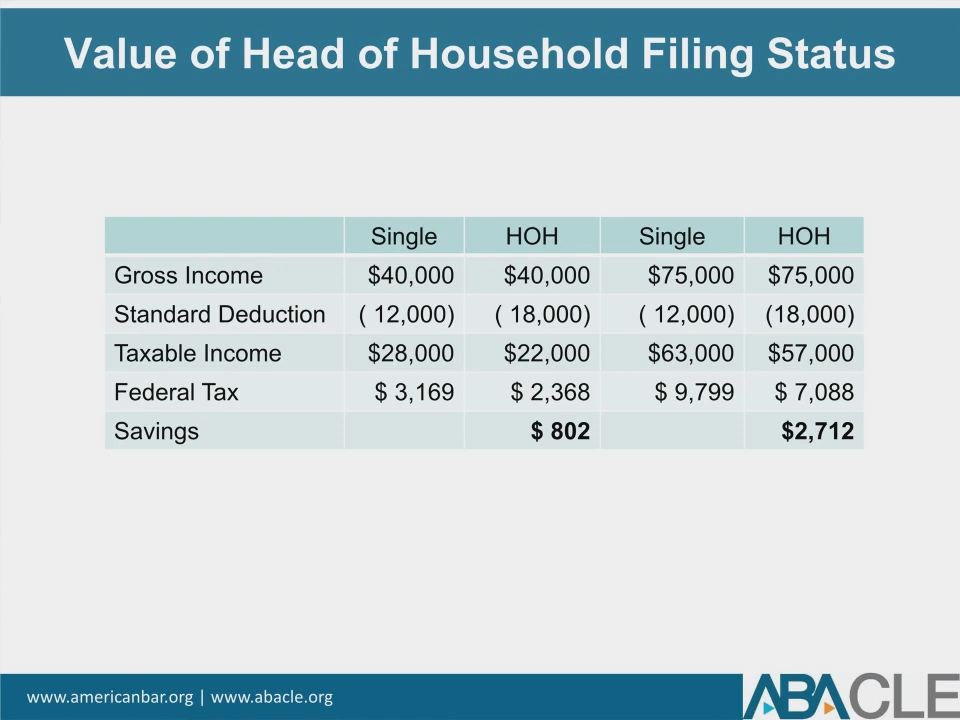 Value of Head of Household Filing Status
Single HOH Single HOH
Gross Income $40,000 $40,000 $75,000 $75,000
Standard Deduction ( 12,000) ( 18,000) ( 12,000) (18,000)
Taxable Income $28,000 $22,000 $63,000 $57,000
Federal Tax $ 3,169 $ 2,368 $ 9,799 $ 7,088
Savings $ 802 $2,712
www.americanbar.org | www.abacle.org
ABACLE